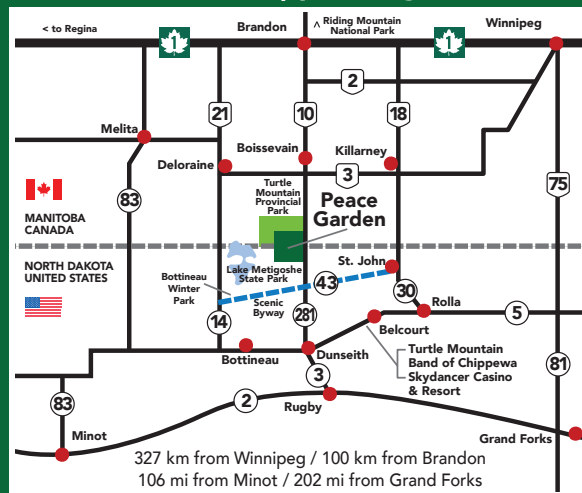 < to Regina
1
Brandon
^ Riding Mountain
National Park
1
Winnipeg
2
21
10
18
Melita
Boissevain
Killarney
Deloraine
3
75
Turtle
Mountain
Provincial
Park
Peace
Garden
83
MANITOBA
CANADA
NORTH DAKOTA
UNITED STATES
St. John
Lake Metigoshe
State Park
43
Bottineau
Winter
Park
Scenic
Byway
30
Rolla
14
281
5
Belcourt
Bottineau
Dunseith
Turtle Mountain
Band of Chippewa
Skydancer Casino
& Resort
81
3
83
2
Rugby
Minot
Grand Forks
327 km from Winnipeg / 100 km from Brandon
106 mi from Minot / 202 mi from Grand Forks